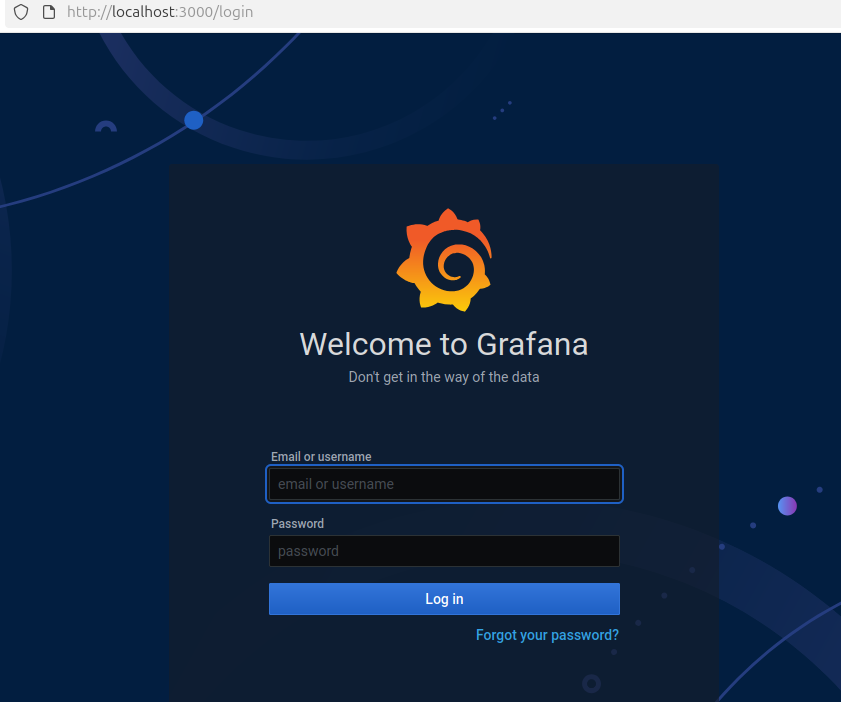 http://localhost:3000/login
Welcome to Grafana
Don't get in the way of the data
Email or username
email or username
Password
password
Log in
Forgot your password?